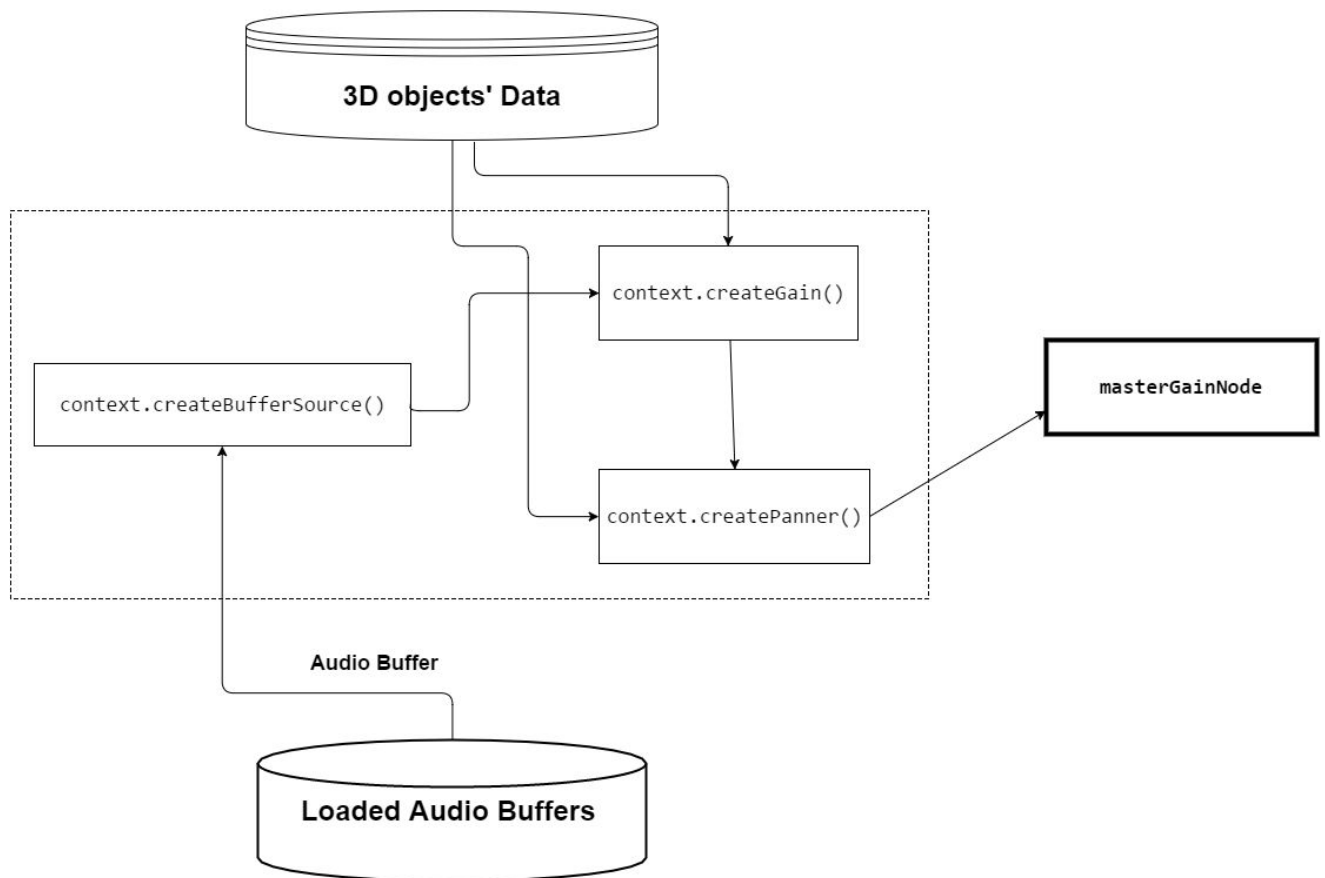 3D objects' Data
context.createGain()
context.createBufferSource()
masterGainNode
context.createPanner()
Audio Buffer
Loaded Audio Buffers